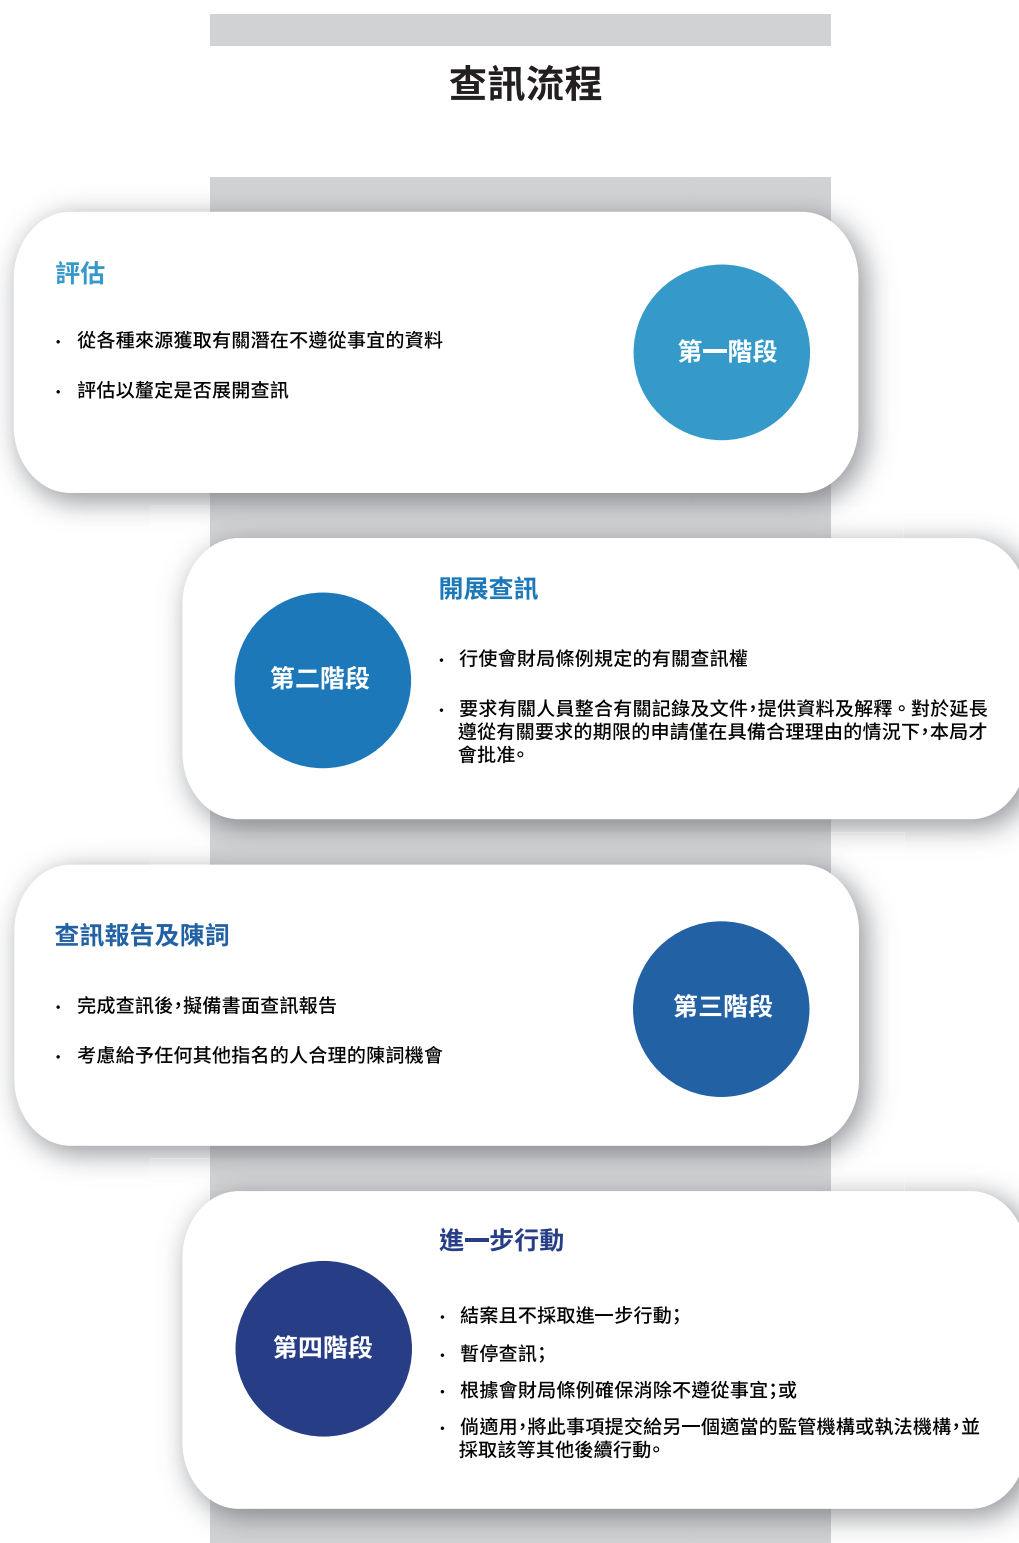 查訊流程
評估
• 從各種來源獲取有關潛在不遵從事宜的資料
• 評估以釐定是否展開查訊
第一階段
第二階段
開展查訊
• 行使會財局條例規定的有關查訊權
• 要求有關人員整合有關記錄及文件，提供資料及解釋。對於延長
遵從有關要求的期限的申請僅在具備合理理由的情況下，本局才
會批准。
查訊報告及陳詞
• 完成查訊後，擬備書面查訊報告
• 考慮給予任何其他指名的人合理的陳詞機會
第三階段
第四階段
進一步行動
• 結案且不採取進一步行動；
• 暫停查訊；
• 根據會財局條例確保消除不遵從事宜；或
• 倘適用，將此事項提交給另一個適當的監管機構或執法機構，並
採取該等其他後續行動。